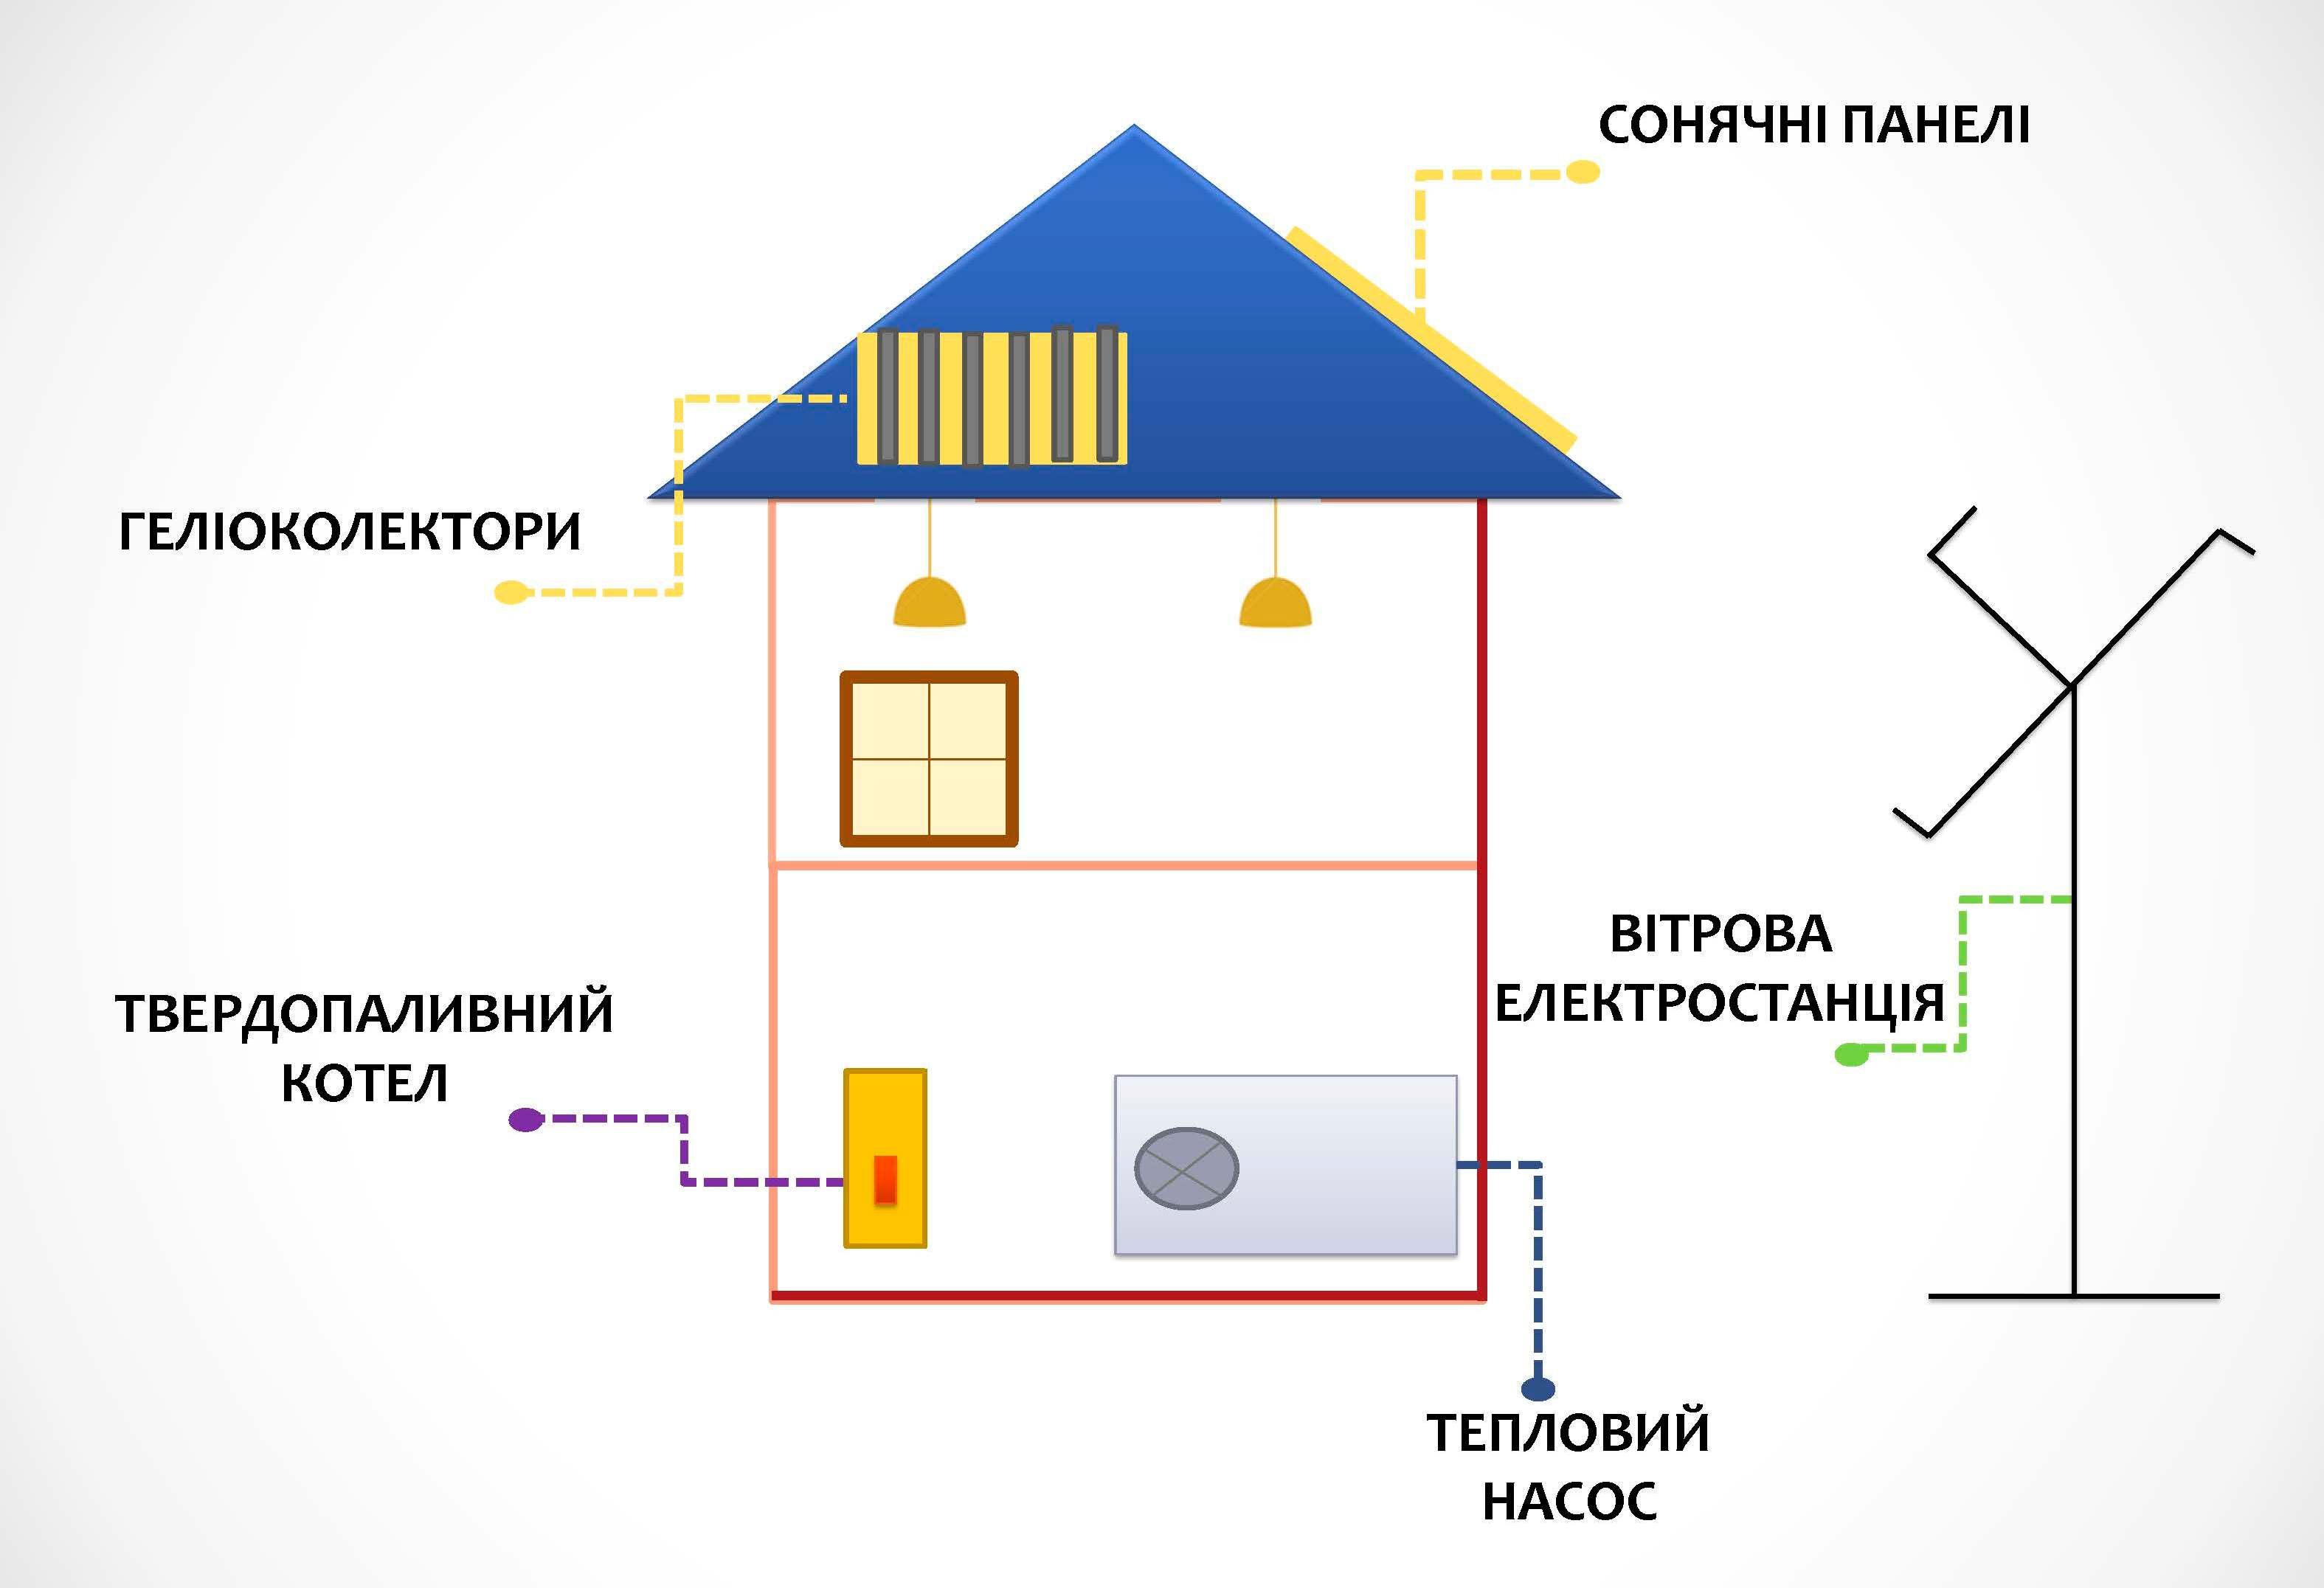 СОНЯЧНІ ПАНЕЛІ
ГЕЛІОКОЛЕКТОРИ
ВІТРОВА
ЕЛЕКТРОСТАНЦІЯ
ТВЕРДОПАЛИВНИЙ
КОТЕЛ
ТЕПЛОВИЙ
НАСОС